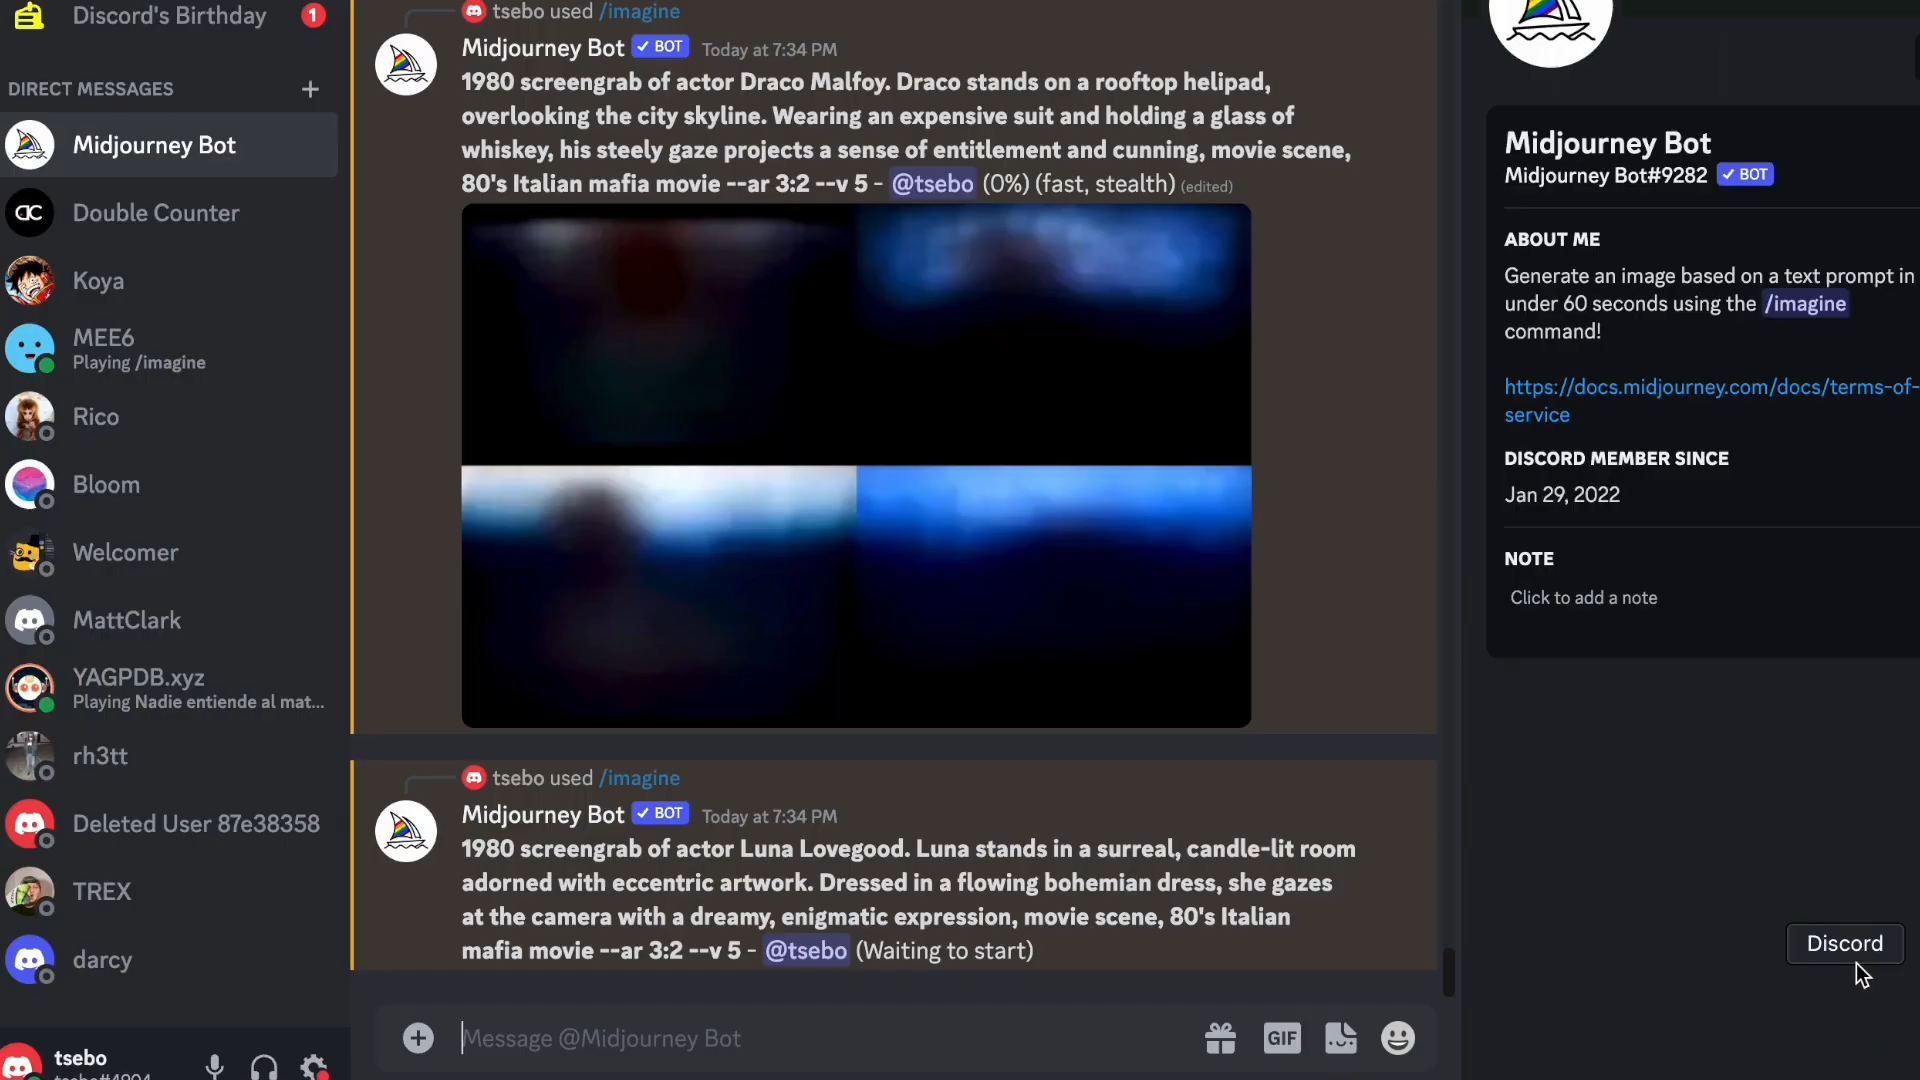 Discord's Birthday
1
DIRECT MESSAGES
Midjourney Bot
Double Counter
Koya
MEE6
Playing /imagine
Rico
Bloom
Welcomer
MattClark
YAGPDB.xyz
Playing Nadie entiende al mat...
rh3tt
Deleted User 87e38358
TREX
darcy
tsebo
tsebo used /imagine
Midjourney Bot ✓ BOT Today at 7:34 PM
1980 screengrab of actor Draco Malfoy. Draco stands on a rooftop helipad,
overlooking the city skyline. Wearing an expensive suit and holding a glass of
whiskey, his steely gaze projects a sense of entitlement and cunning, movie scene,
80's Italian mafia movie --ar 3:2 --v 5 - @tsebo (0%) (fast, stealth) (edited)
tsebo used /imagine
Midjourney Bot ✓ BOT Today at 7:34 PM
1980 screengrab of actor Luna Lovegood. Luna stands in a surreal, candle-lit room
adorned with eccentric artwork. Dressed in a flowing bohemian dress, she gazes
at the camera with a dreamy, enigmatic expression, movie scene, 80's Italian
mafia movie --ar 3:2 --v 5 - @tsebo (Waiting to start)
Message @Midjourney Bot
GIF
Midjourney Bot
Midjourney Bot#9282 ✓ BOT
ABOUT ME
Generate an image based on a text prompt in
under 60 seconds using the /imagine
command!
https://docs.midjourney.com/docs/terms-of-
service
DISCORD MEMBER SINCE
Jan 29, 2022
NOTE
Click to add a note
Discord